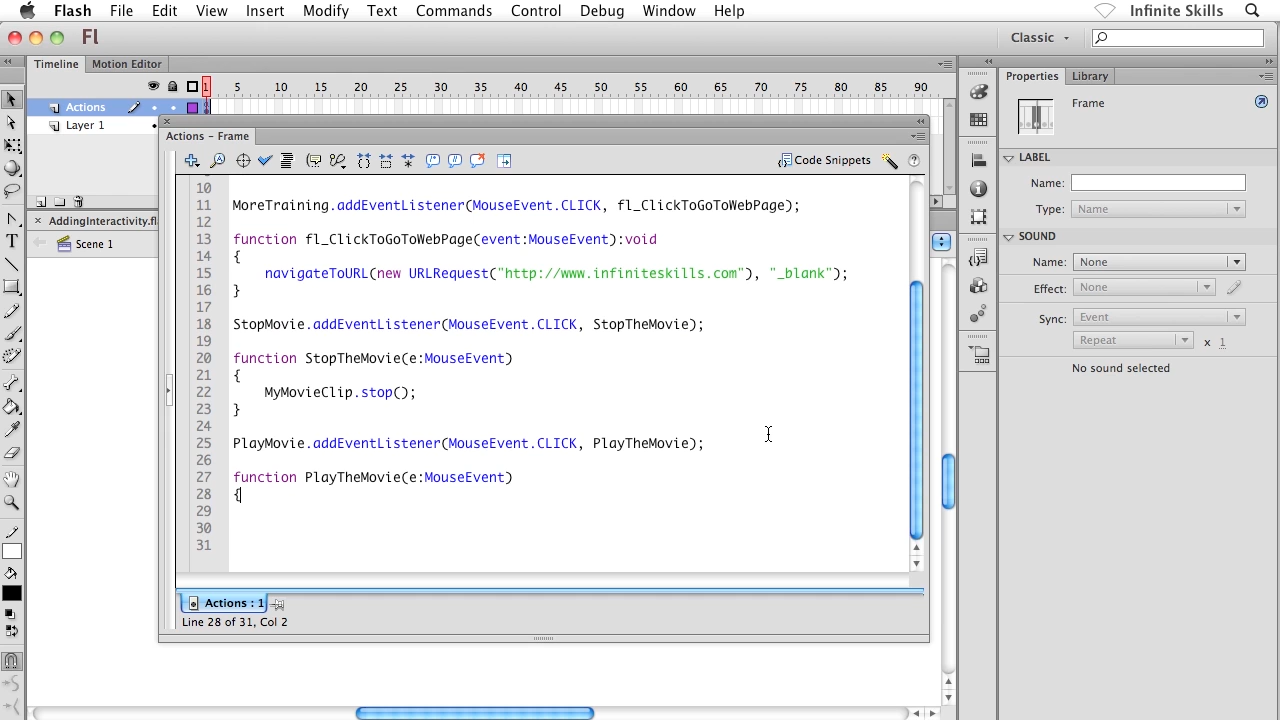 Flash File Edit View Insert Modify Text Commands Control Debug Window Help Infinite Skills
Fl Classic
Timeline Motion Editor Properties Library
1 5 10 15 20 25 30 35 40 45 50 55 60 65 70 75 80 85 90
Actions
Layer 1
Frame
Actions – Frame
Code Snippets
LABEL
Name:
Type: Name
AddingInteractivity.fla
Scene 1
SOUND
Name: None
Effect: None
Sync: Event
Repeat x 1
No sound selected
10
11 MoreTraining.addEventListener(MouseEvent.CLICK, fl_ClickToGoToWebPage);
12
13 function fl_ClickToGoToWebPage(event:MouseEvent):void
14 {
15 navigateToURL(new URLRequest("http://www.infiniteskills.com"), "_blank");
16 }
17
18 StopMovie.addEventListener(MouseEvent.CLICK, StopTheMovie);
19
20 function StopTheMovie(e:MouseEvent)
21 {
22 MyMovieClip.stop();
23 }
24
25 PlayMovie.addEventListener(MouseEvent.CLICK, PlayTheMovie);
26
27 function PlayTheMovie(e:MouseEvent)
28 {
29
30
31
Actions : 1
Line 28 of 31, Col 2